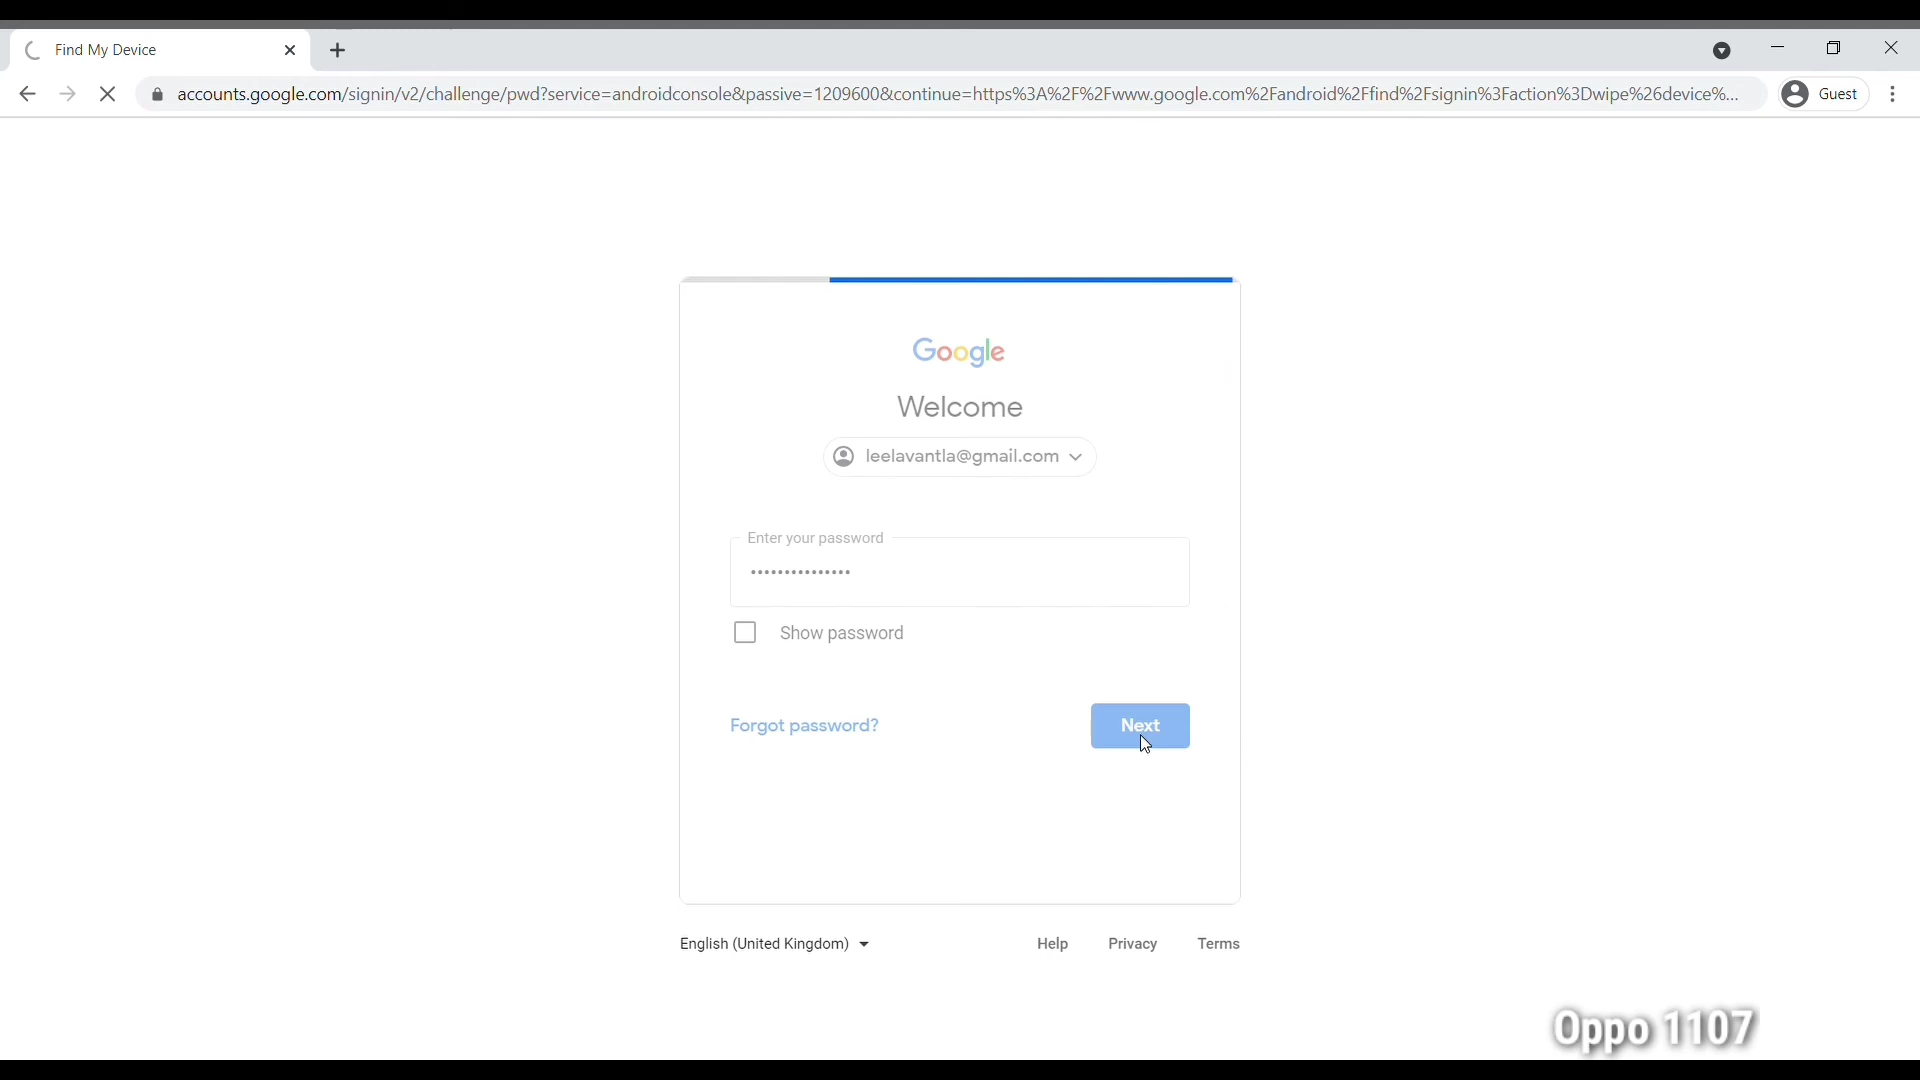 Find My Device
accounts.google.com/signin/v2/challenge/pwd?service=androidconsole&passive=1209600&continue=https%3A%2F%2Fwww.google.com%2Fandroid%2Ffind%2Fsignin%3Faction%3Dwipe%26device%...
Guest
Google
Welcome
leelavantla@gmail.com
Enter your password
•••••••••••••••
Show password
Forgot password?
Next
English (United Kingdom)
Help Privacy Terms
Oppo 1107